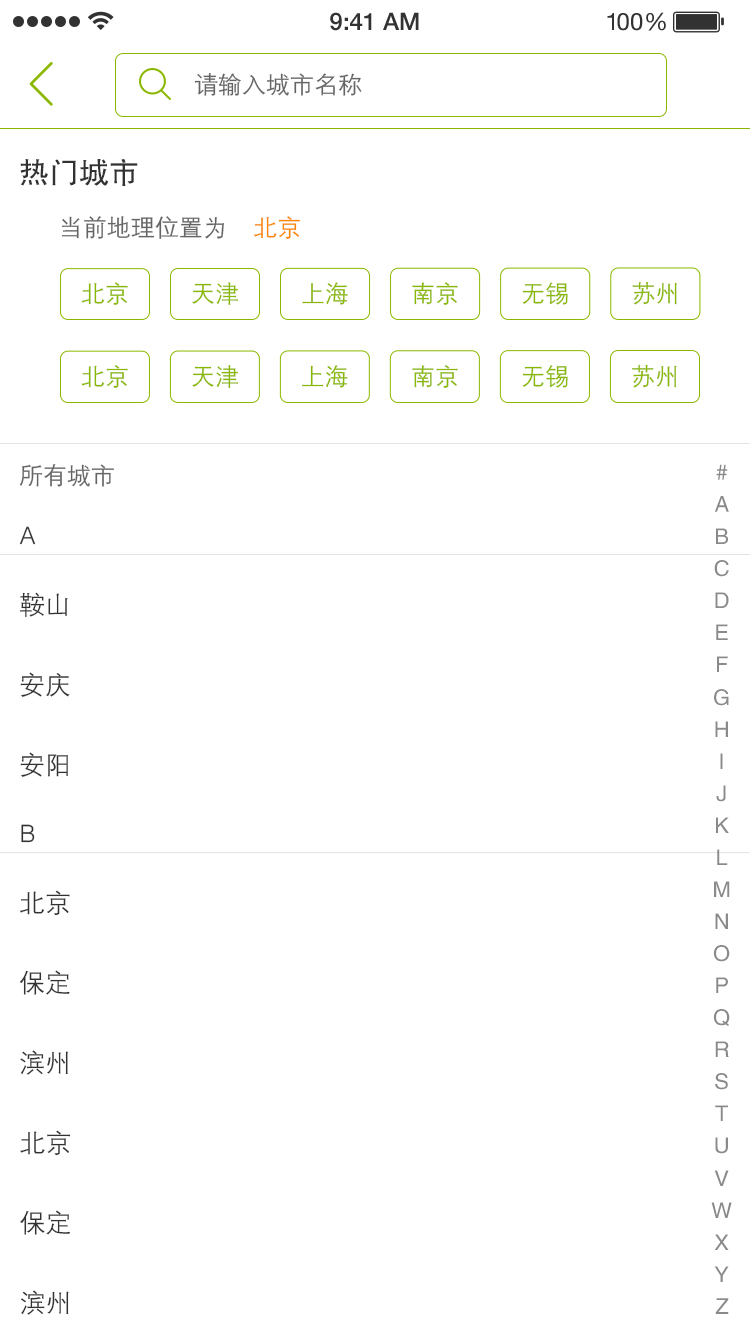 9:41 AM 100%
请输入城市名称
热门城市
当前地理位置为 北京
北京 天津 上海 南京 无锡 苏州
北京 天津 上海 南京 无锡 苏州
所有城市
A
鞍山
安庆
安阳
B
北京
保定
滨州
北京
保定
滨州
#
A
B
C
D
E
F
G
H
I
J
K
L
M
N
O
P
Q
R
S
T
U
V
W
X
Y
Z